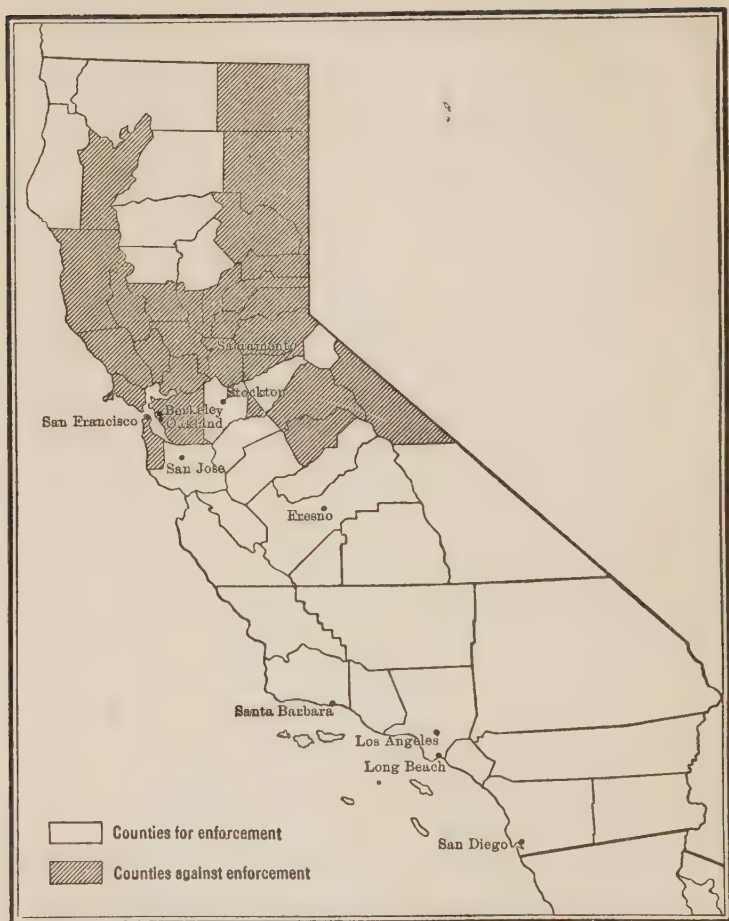 Sacramento
Stockton
San Francisco
Berkeley
Oakland
San Jose
Fresno
Santa Barbara
Los Angeles
Long Beach
San Diego
Counties for enforcement
Counties against enforcement